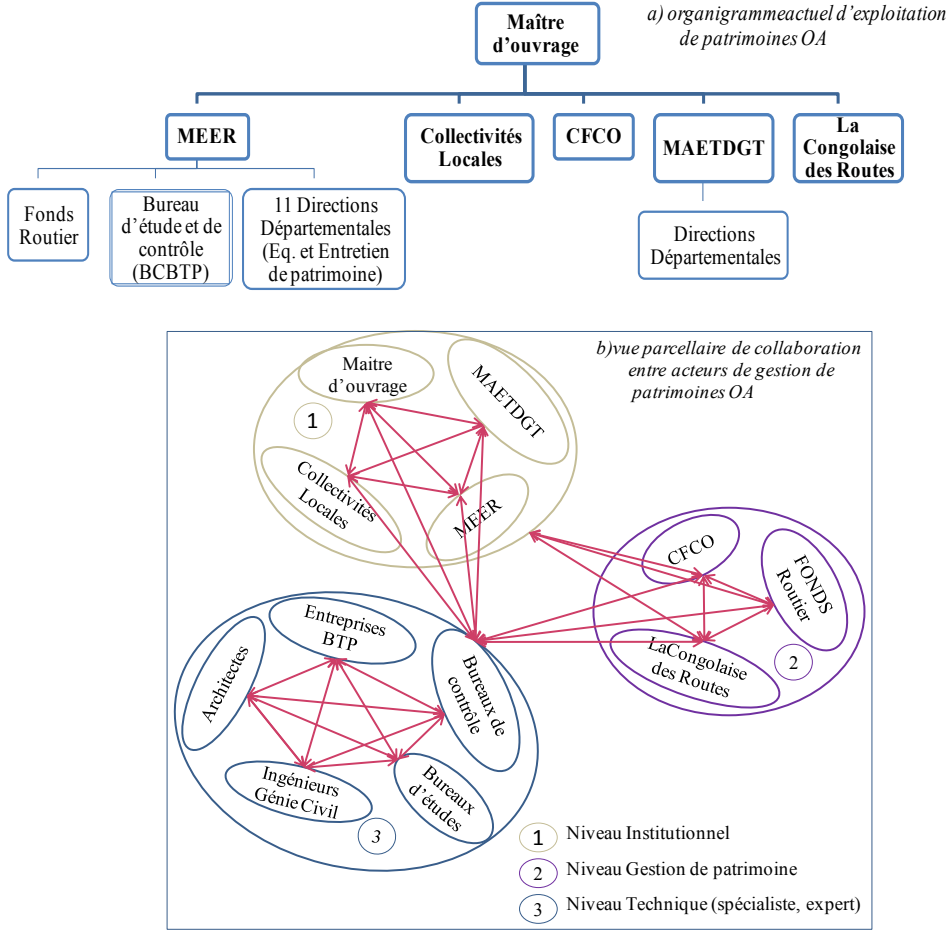 Maître
d'ouvrage
a) organigrammeactuel d'exploitation
de patrimoines OA
MEER
Collectivités
Locales
CFCO
MAETDGT
La
Congolaise
des Routes
Fonds
Routier
Bureau
d'étude et de
contrôle
(BCBTP)
11 Directions
Départementales
(Eq. et Entretien
de patrimoine)
Directions
Départementales
b)vue parcellaire de collaboration
entre acteurs de gestion de
patrimoines OA
Maitre
d'ouvrage
MAETDGT
1
Collectivités
Locales
MEER
CFCO
FONDS
Routier
LaCongolaise
des Routes
2
Entreprises
BTP
Architectes
Bureaux de
contrôle
Ingénieurs
Génie Civil
Bureaux
d'études
3
1 Niveau Institutionnel
2 Niveau Gestion de patrimoine
3 Niveau Technique (spécialiste, expert)